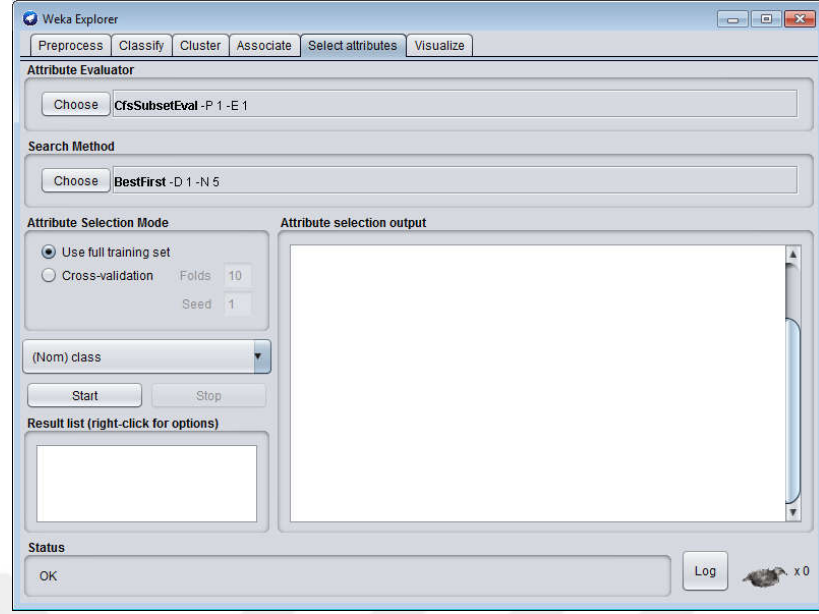 Weka Explorer
Preprocess Classify Cluster Associate Select attributes Visualize
Attribute Evaluator
Choose CfsSubsetEval -P 1 -E 1
Search Method
Choose BestFirst -D 1 -N 5
Attribute Selection Mode
Use full training set
Cross-validation Folds 10
Seed 1
(Nom) class
Start Stop
Result list (right-click for options)
Attribute selection output
Status
OK
Log x 0